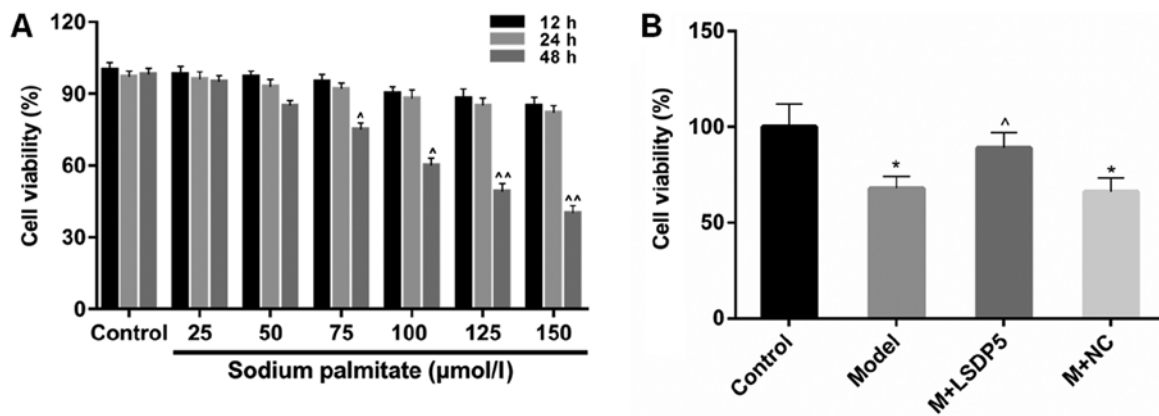 A
Cell viability (%)
120
90
60
30
0
12 h
24 h
48 h
^
^
^^
^^
Control 25 50 75 100 125 150
Sodium palmitate (µmol/l)
B
Cell viability (%)
150
100
50
0
*
^
*
Control
Model
M+LSDP5
M+NC